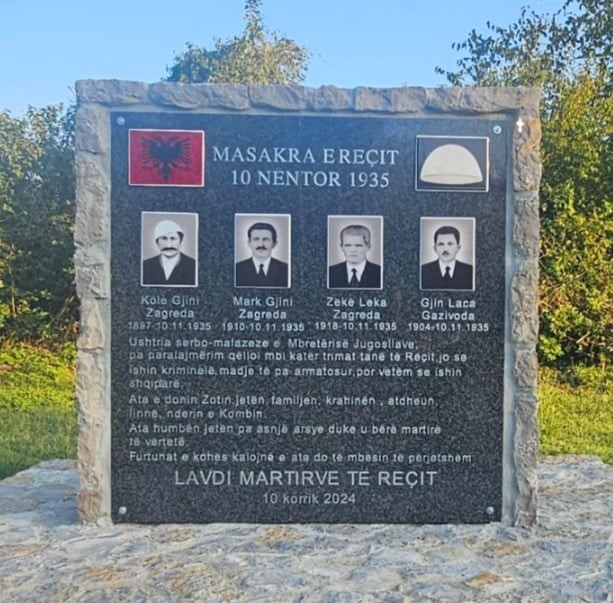 MASAKRA E REÇIT
10 NENTOR 1935
Kolë Gjini
Zagreda
1897-10.11.1935
Mark Gjini
Zagreda
1910-10.11.1935
Zekë Leka
Zagreda
1918-10.11.1935
Gjin Laca
Gazivoda
1904-10.11.1935
Ushtria serbo-malazeze e Mbretërisë Jugosllave,
pa paralajmërim qëlloi mbi katër trimat tanë të Reçit, jo se
ishin kriminelë, madje të pa armatosur, por vetëm se ishin
shqiptarë.
Ata e donin Zotin, jetën, familjen, krahinën , atdheun,
lirinë, nderin e Kombin.
Ata humbën jetën pa asnjë arsye duke u bërë martirë
të vërtetë.
Furtunat e kohës kalojnë e ata do të mbesin të përjetshëm
LAVDI MARTIRVE TË REÇIT
10 korrik 2024